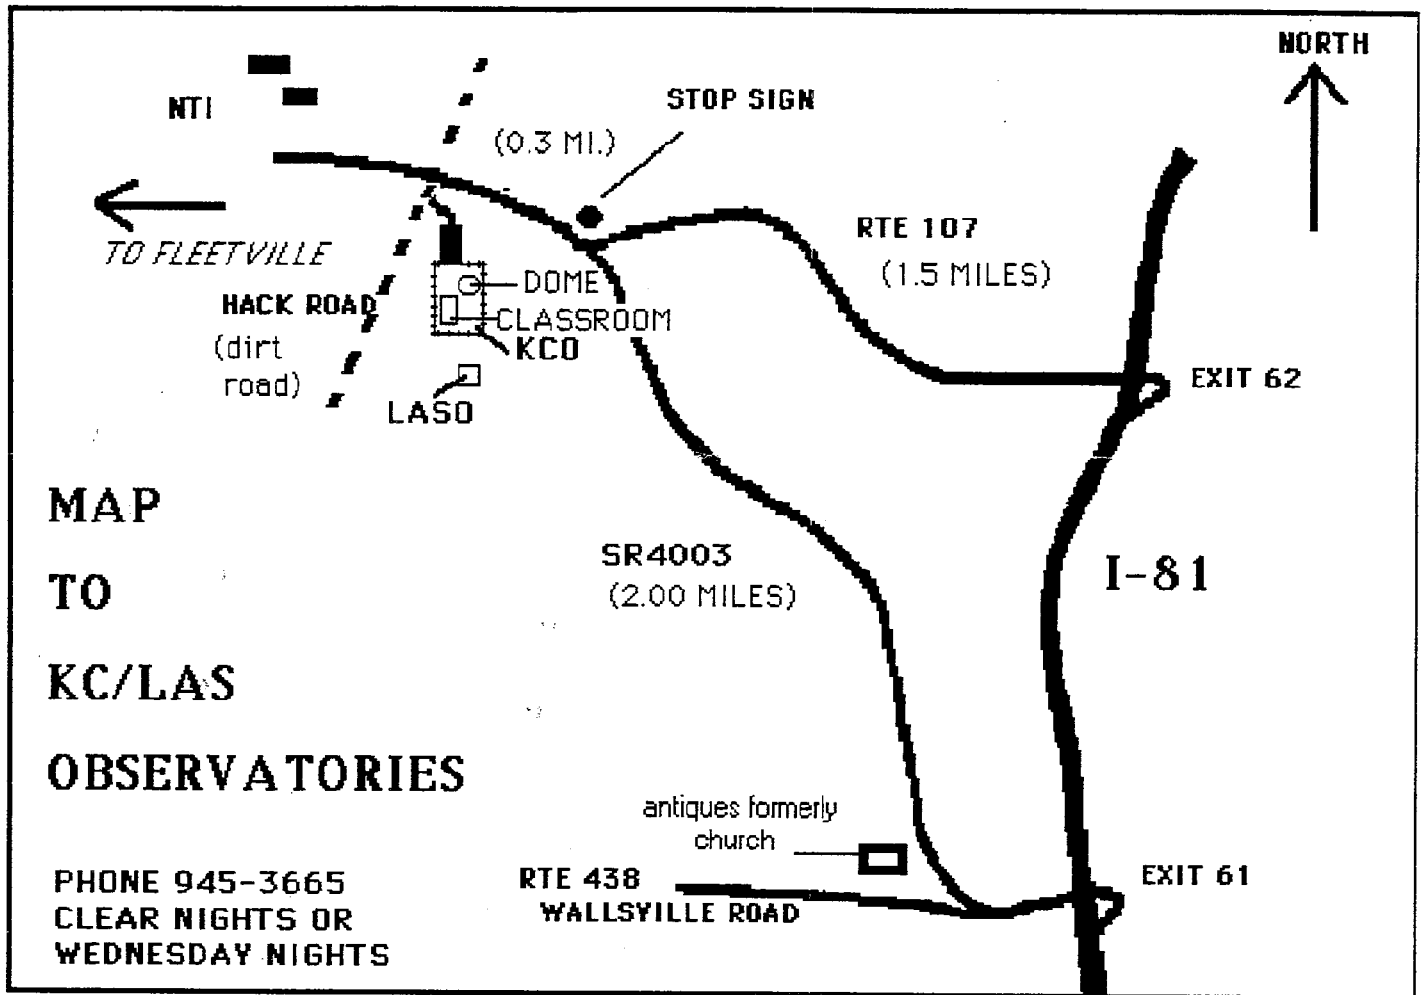 NORTH
NTI
STOP SIGN
(0.3 MI.)
TO FLEETVILLE
RTE 107
(1.5 MILES)
DOME
HACK ROAD
CLASSROOM
(dirt
road)
KCO
LASO
EXIT 62
MAP
TO
KC/LAS
OBSERVATORIES
SR4003
(2.00 MILES)
I-81
antiques formerly
church
PHONE 945-3665
CLEAR NIGHTS OR
WEDNESDAY NIGHTS
RTE 438
WALLSVILLE ROAD
EXIT 61